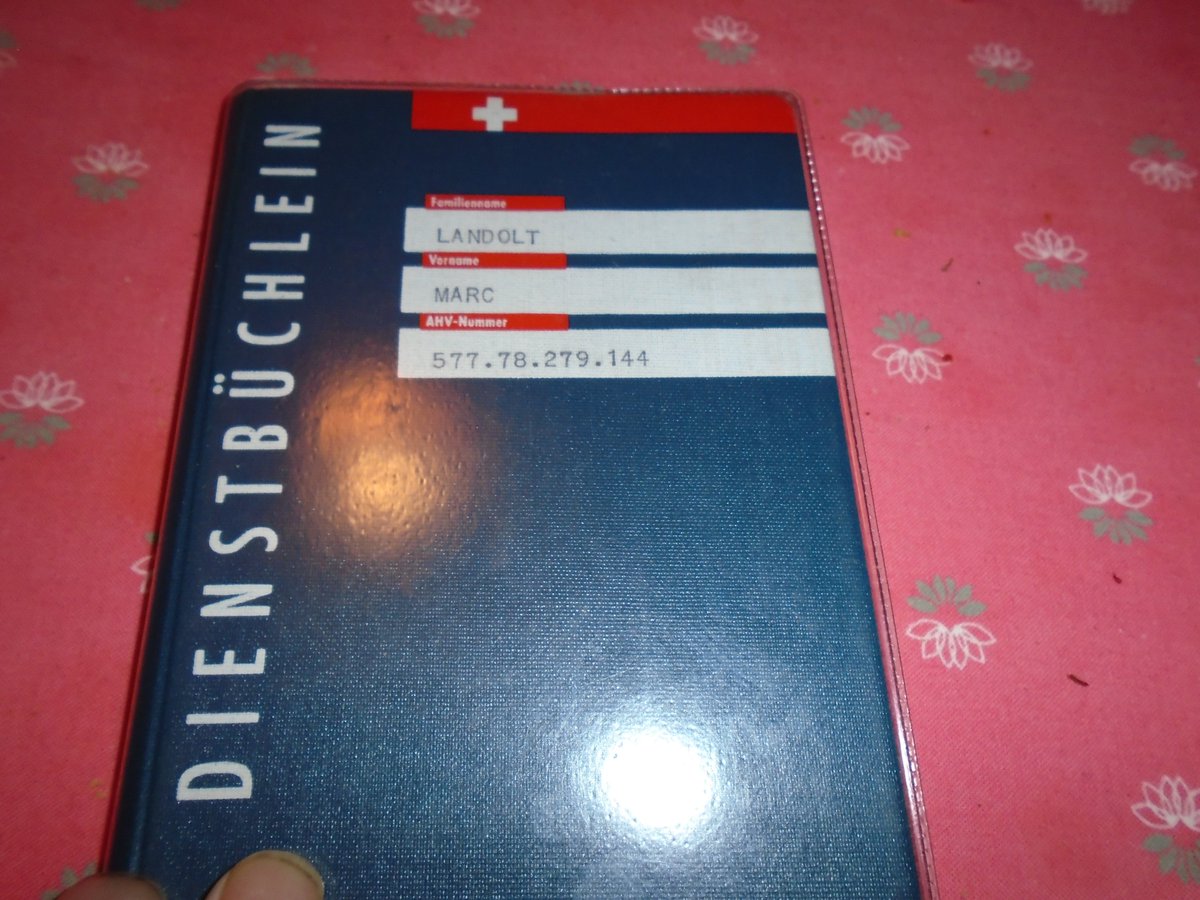 DIENSTBÜCHLEIN
Familienname
LANDOLT
Vorname
MARC
AHV-Nummer
577.78.279.144